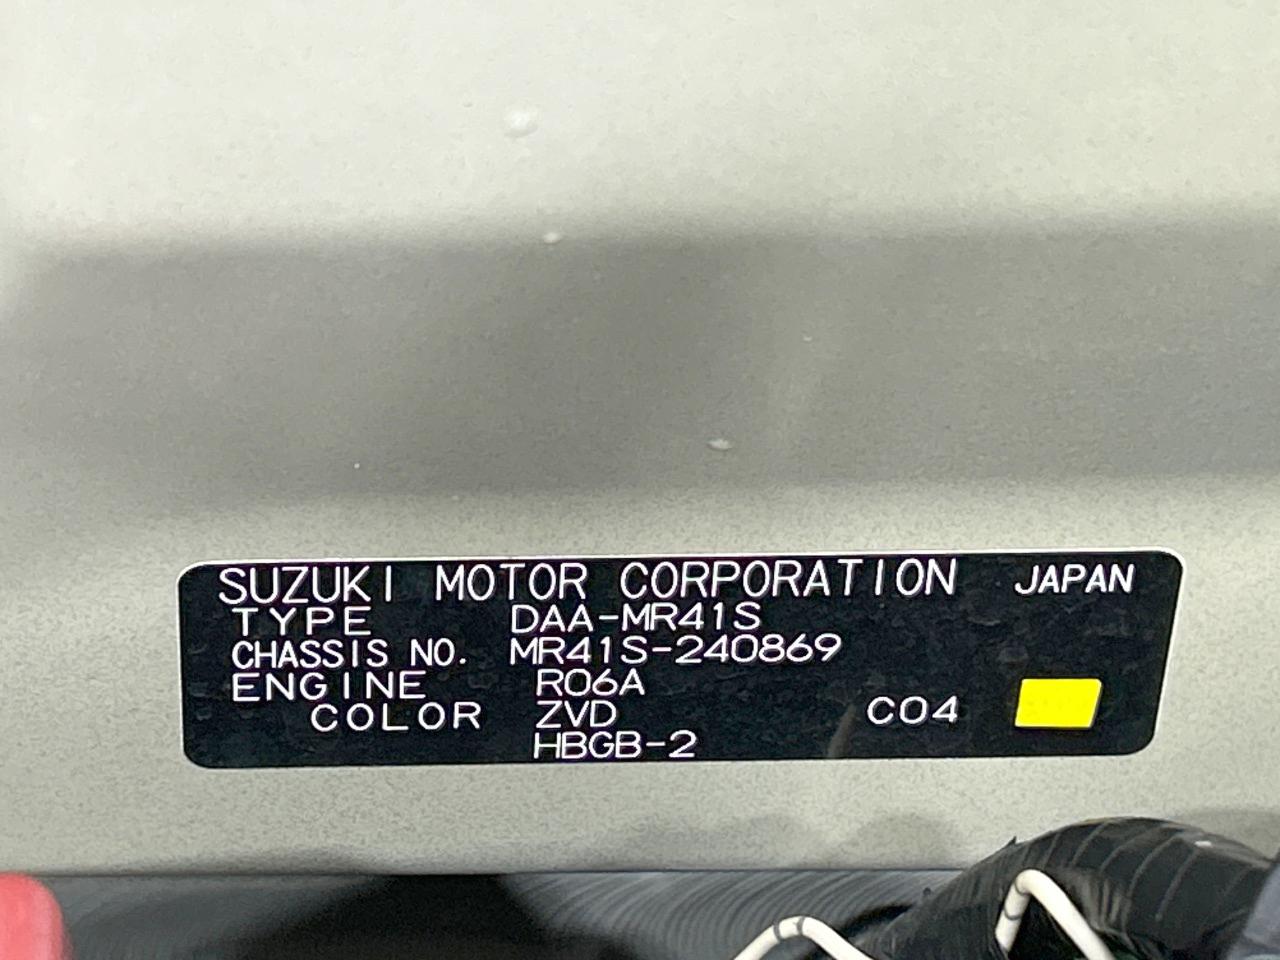 SUZUKI MOTOR CORPORATION JAPAN
TYPE DAA-MR41S
CHASSIS NO. MR41S-240869
ENGINE R06A
COLOR ZVD C04
HBGB-2